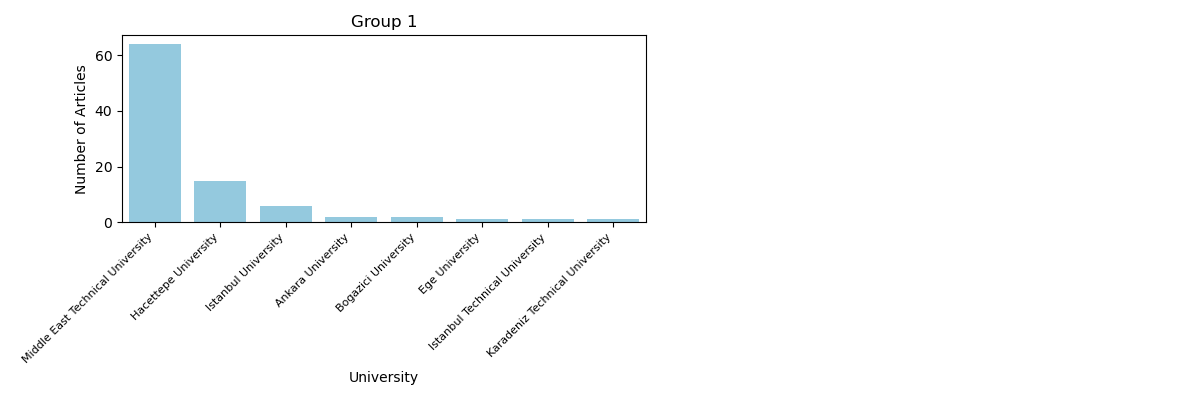 Group 1
Number of Articles
60
40
20
0
Middle East Technical University
Hacettepe University
Istanbul University
Ankara University
Bogazici University
Ege University
Istanbul Technical University
Karadeniz Technical University
University